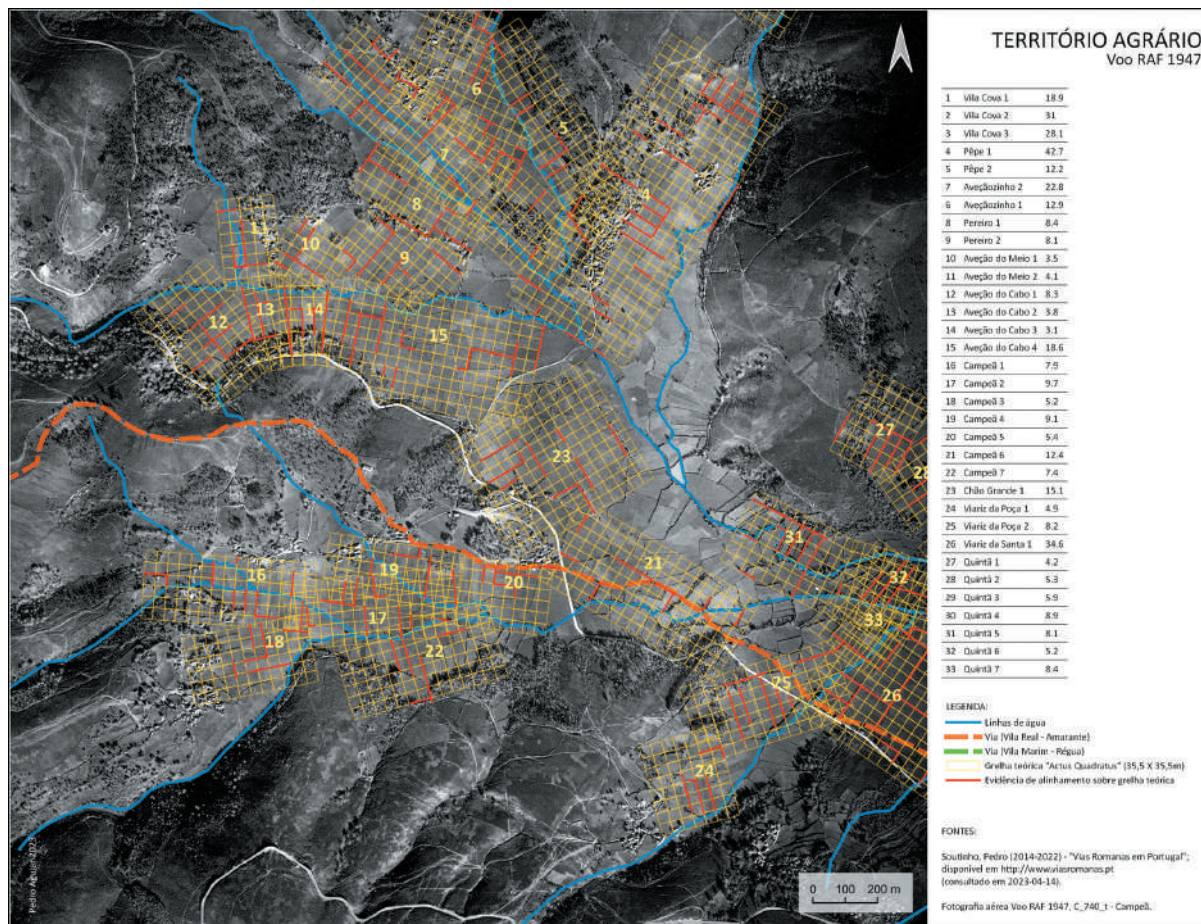 TERRITÓRIO AGRÁRIO
Voo RAF 1947
1 Vila Cova 1 18.9
2 Vila Cova 2 31
3 Vila Cova 3 28.1
4 Pêpe 1 42.7
5 Pêpe 2 12.2
7 Aveçãozinho 2 22.8
6 Aveçãozinho 1 12.9
8 Pereiro 1 8.4
9 Pereiro 2 8.1
10 Aveção do Meio 1 3.5
11 Aveção do Meio 2 4.1
12 Aveção do Cabo 1 8.3
13 Aveção do Cabo 2 3.8
14 Aveção do Cabo 3 3.1
15 Aveção do Cabo 4 18.6
16 Campeã 1 7.9
17 Campeã 2 9.7
18 Campeã 3 5.2
19 Campeã 4 9.1
20 Campeã 5 5.4
21 Campeã 6 12.4
22 Campeã 7 7.4
23 Chão Grande 1 15.1
24 Viariz da Poça 1 4.9
25 Viariz da Poça 2 8.2
26 Viariz da Santa 1 34.6
27 Quintã 1 4.2
28 Quintã 2 5.3
29 Quintã 3 5.9
30 Quintã 4 8.9
31 Quintã 5 8.1
32 Quintã 6 5.2
33 Quintã 7 8.4
LEGENDA:
Linhas de água
Via (Vila Real - Amarante)
Via (Vila Marim - Régua)
Grelha teórica "Actus Quadratus" (35,5 X 35,5m)
Evidência de alinhamento sobre grelha teórica
FONTES:
Soutinho, Pedro (2014-2022) - "Vias Romanas em Portugal";
disponível em http://www.viasromanas.pt
(consultado em 2023-04-14).
Fotografia aérea Voo RAF 1947, C_740_t - Campeã.
6
5
7
4
8
11
10
9
13
14
12
15
27
28
23
31
21
32
16
19
20
33
17
18
22
25
26
24
0 100 200 m
Pedro Aguiar 2023